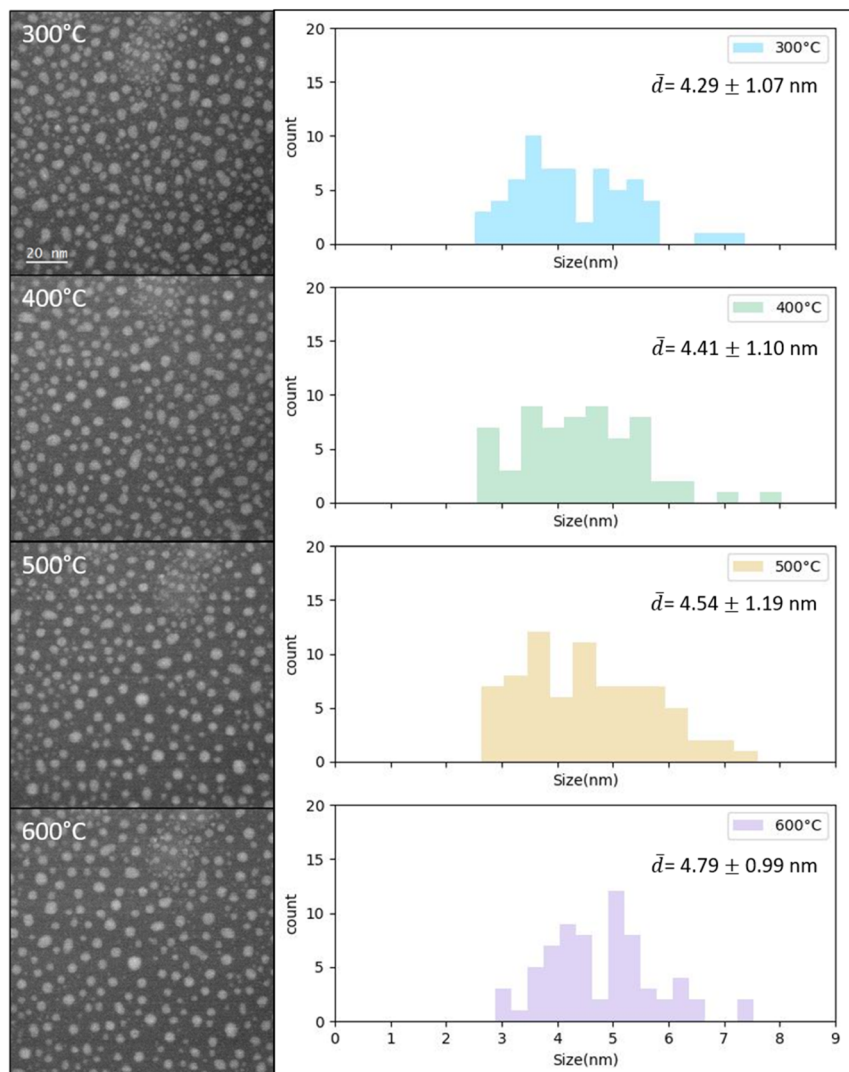 300°C
20 nm
20
15
10
5
0
count
300°C
d̄= 4.29 ± 1.07 nm
Size(nm)
400°C
20
15
10
5
0
count
400°C
d̄= 4.41 ± 1.10 nm
Size(nm)
500°C
20
15
10
5
0
count
500°C
d̄= 4.54 ± 1.19 nm
Size(nm)
600°C
20
15
10
5
0
count
600°C
d̄= 4.79 ± 0.99 nm
0 1 2 3 4 5 6 7 8 9
Size(nm)